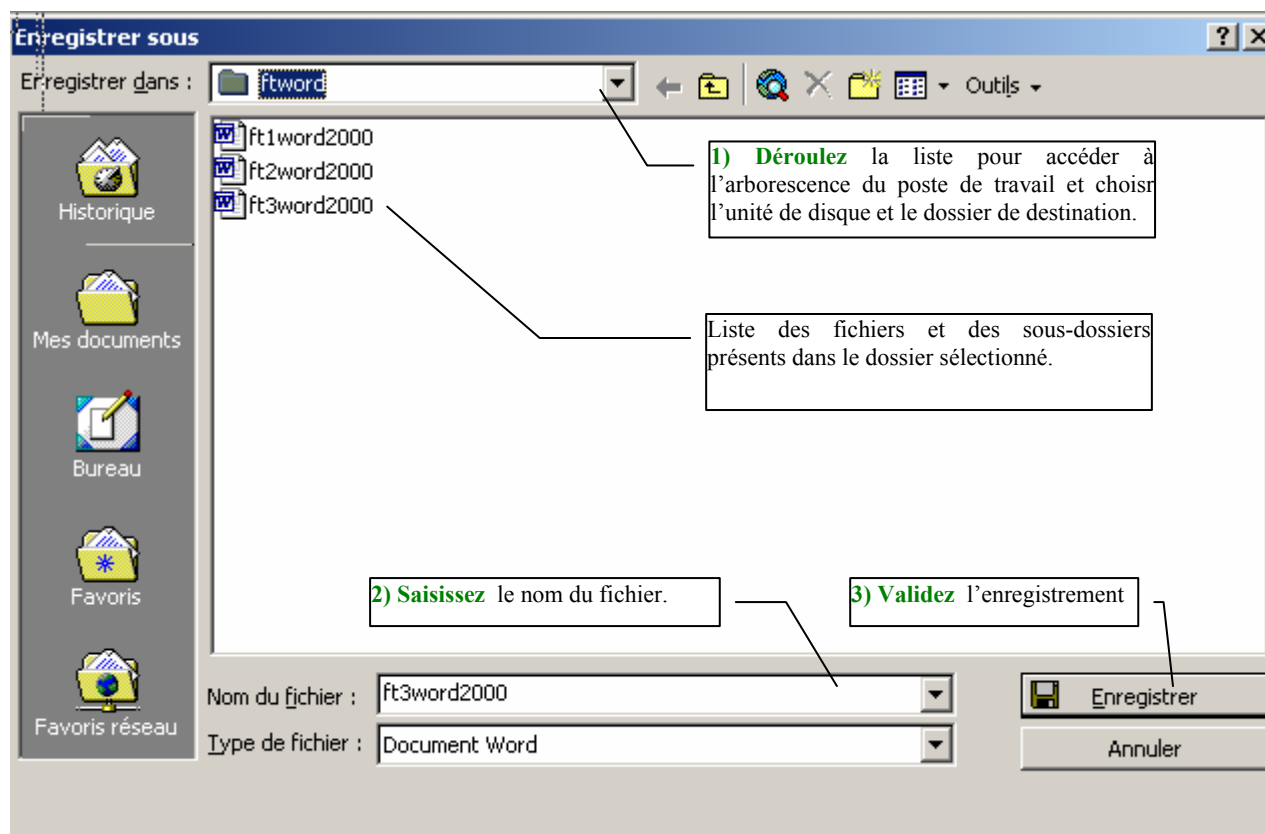 Enregistrer sous
Enregistrer dans :
ftword
Outils
Historique
Mes documents
Bureau
Favoris
Favoris réseau
ft1word2000
ft2word2000
ft3word2000
1) Déroulez la liste pour accéder à
l’arborescence du poste de travail et choisr
l’unité de disque et le dossier de destination.
Liste des fichiers et des sous-dossiers
présents dans le dossier sélectionné.
2) Saisissez le nom du fichier.
3) Validez l’enregistrement
Nom du fichier :
ft3word2000
Enregistrer
Type de fichier :
Document Word
Annuler